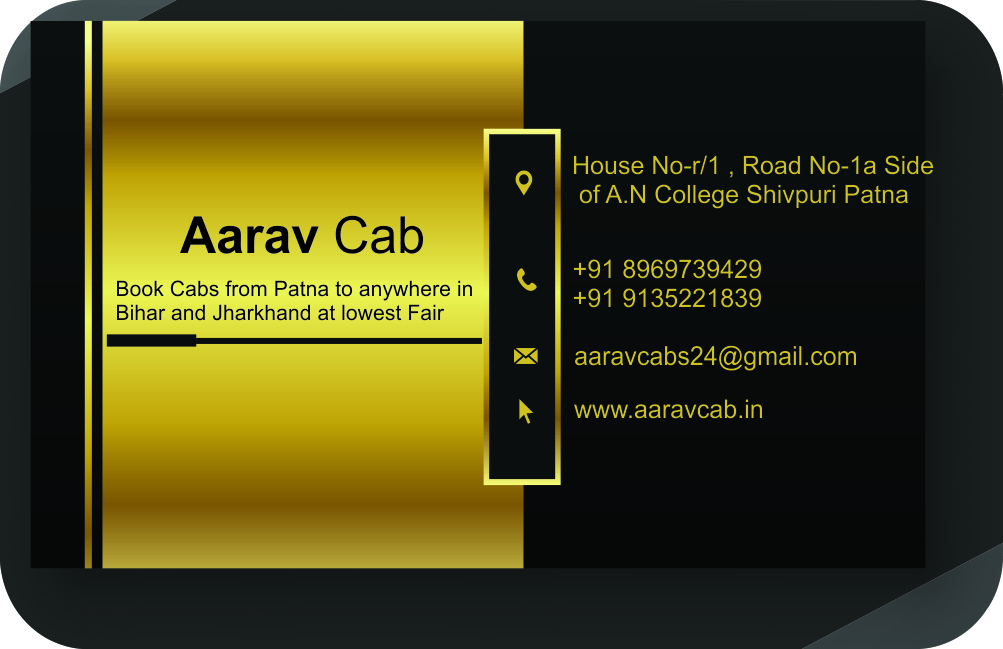 Aarav Cab
Book Cabs from Patna to anywhere in
Bihar and Jharkhand at lowest Fair
House No-r/1 , Road No-1a Side
of A.N College Shivpuri Patna
+91 8969739429
+91 9135221839
aaravcabs24@gmail.com
www.aaravcab.in